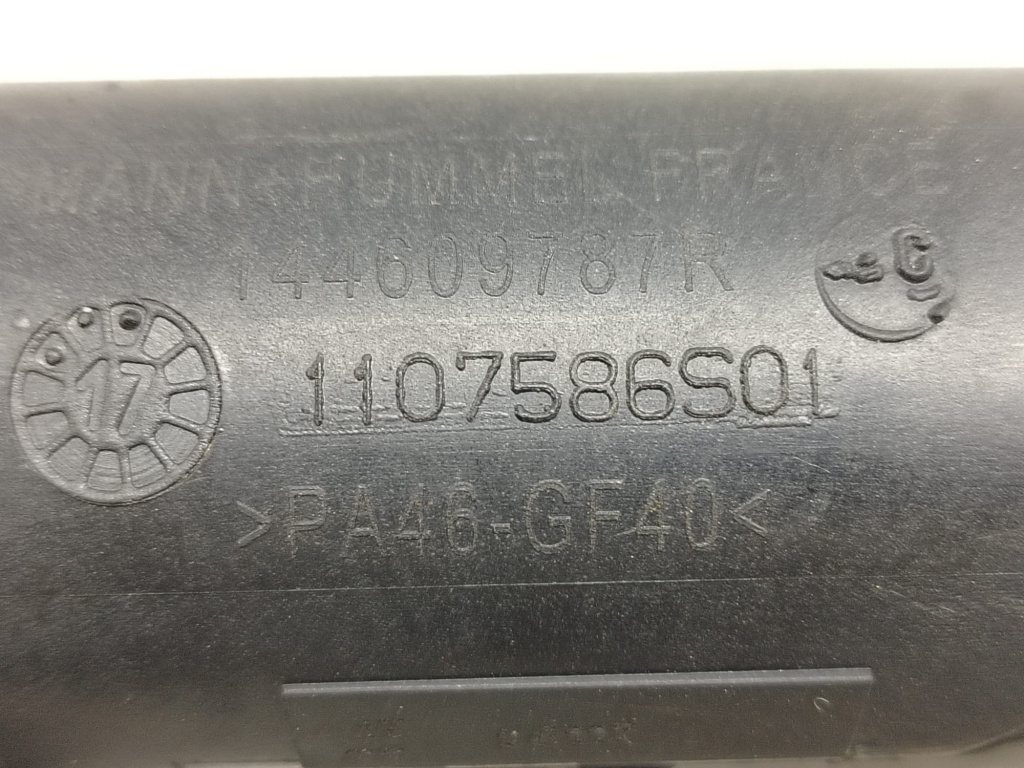 MANN+HUMMEL FRANCE
144609787R
G
17
1107586S01
>PA46-GF40<